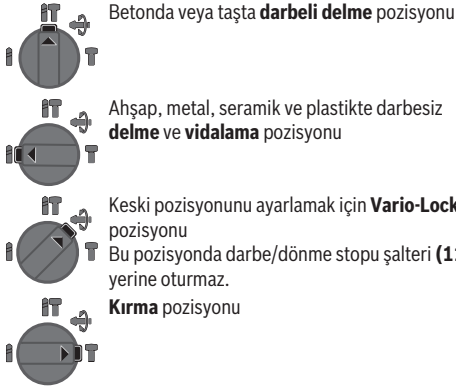 Betonda veya taşta darbeli delme pozisyonu
Ahşap, metal, seramik ve plastikte darbesiz
delme ve vidalama pozisyonu
Keski pozisyonunu ayarlamak için Vario-Lock
pozisyonu
Bu pozisyonda darbe/dönme stopu şalteri
yerine oturmaz.
Kırma pozisyonu